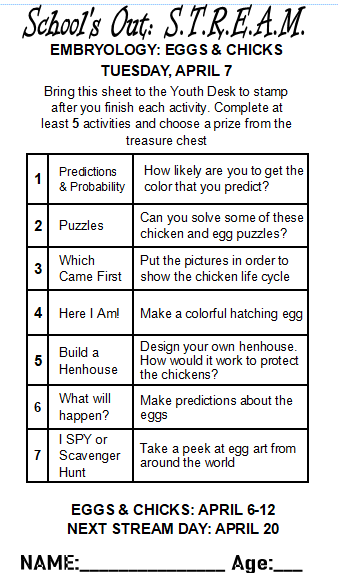 School's Out: S.T.R.E.A.M.
EMBRYOLOGY: EGGS & CHICKS
TUESDAY, APRIL 7
Bring this sheet to the Youth Desk to stamp
after you finish each activity. Complete at
least 5 activities and choose a prize from the
treasure chest
1
Predictions
& Probability
How likely are you to get the
color that you predict?
2
Puzzles
Can you solve some of these
chicken and egg puzzles?
3
Which
Came First
Put the pictures in order to
show the chicken life cycle
4
Here I Am!
Make a colorful hatching egg
5
Build a
Henhouse
Design your own henhouse.
How would it work to protect
the chickens?
6
What will
happen?
Make predictions about the
eggs
7
I SPY or
Scavenger
Hunt
Take a peek at egg art from
around the world
EGGS & CHICKS: APRIL 6-12
NEXT STREAM DAY: APRIL 20
NAME:_______________ Age:___